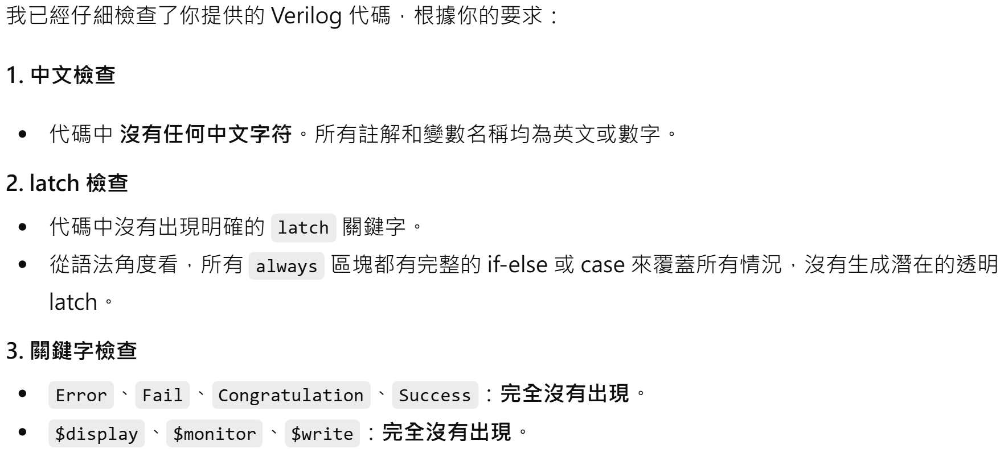 我已經仔細檢查了你提供的 Verilog 代碼，根據你的要求：
1. 中文檢查
• 代碼中 沒有任何中文字符。所有註解和變數名稱均為英文或數字。
2. latch 檢查
• 代碼中沒有出現明確的 latch 關鍵字。
• 從語法角度看，所有 always 區塊都有完整的 if-else 或 case 來覆蓋所有情況，沒有生成潛在的透明
latch。
3. 關鍵字檢查
• Error、Fail、Congratulation、Success：完全沒有出現。
• $display、$monitor、$write：完全沒有出現。